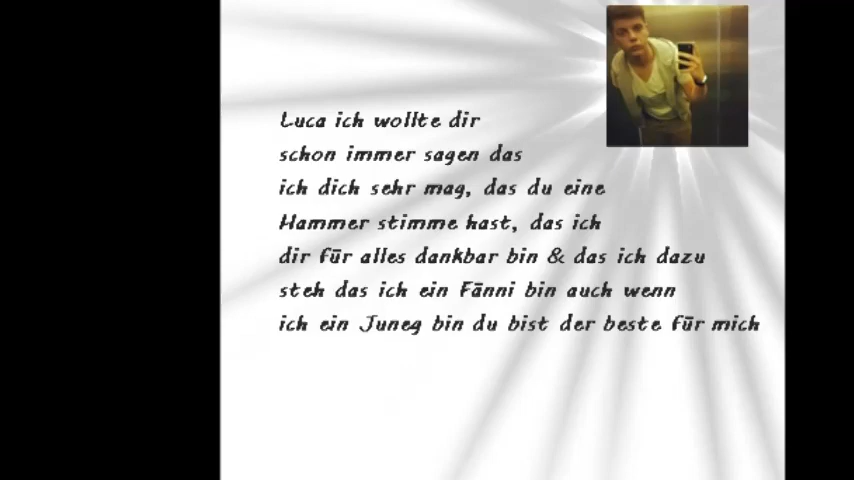 Luca ich wollte dir
schon immer sagen das
ich dich sehr mag, das du eine
Hammer stimme hast, das ich
dir für alles dankbar bin & das ich dazu
steh das ich ein Fänni bin auch wenn
ich ein Juneg bin du bist der beste für mich